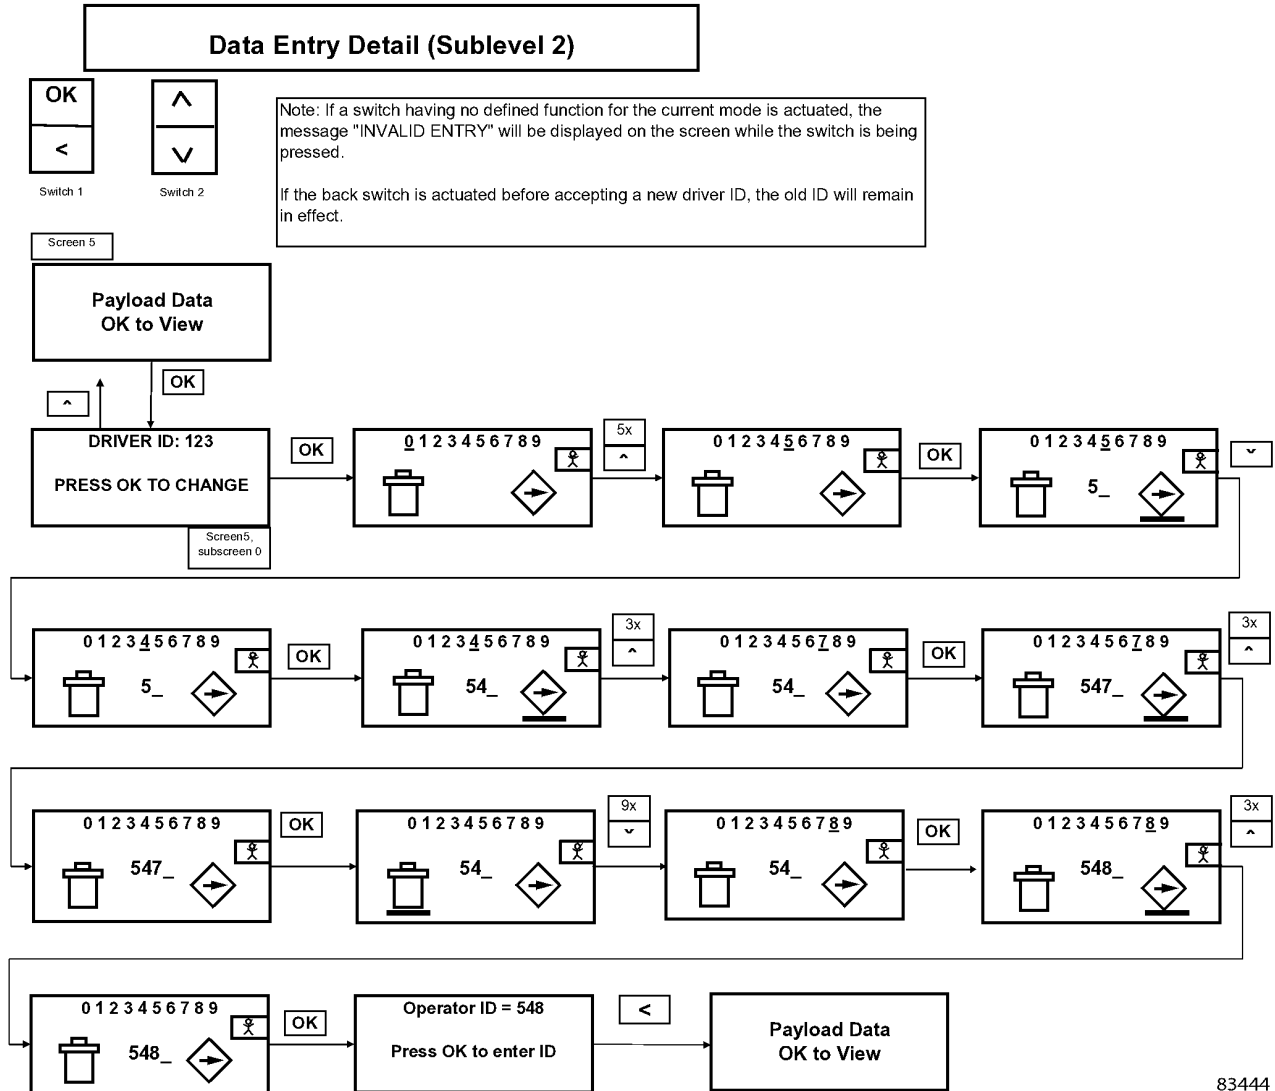 Data Entry Detail (Sublevel 2)
OK
<
Switch 1
^
v
Switch 2
Note: If a switch having no defined function for the current mode is actuated, the
message "INVALID ENTRY" will be displayed on the screen while the switch is being
pressed.
If the back switch is actuated before accepting a new driver ID, the old ID will remain
in effect.
Screen 5
Payload Data
OK to View
^
OK
DRIVER ID: 123
PRESS OK TO CHANGE
Screen5,
subscreen 0
OK
0 1 2 3 4 5 6 7 8 9
5x
^
0 1 2 3 4 5 6 7 8 9
OK
0 1 2 3 4 5 6 7 8 9
5_
v
0 1 2 3 4 5 6 7 8 9
5_
OK
0 1 2 3 4 5 6 7 8 9
54_
3x
^
0 1 2 3 4 5 6 7 8 9
54_
OK
0 1 2 3 4 5 6 7 8 9
547_
3x
^
0 1 2 3 4 5 6 7 8 9
547_
OK
0 1 2 3 4 5 6 7 8 9
54_
9x
v
0 1 2 3 4 5 6 7 8 9
54_
OK
0 1 2 3 4 5 6 7 8 9
548_
3x
^
0 1 2 3 4 5 6 7 8 9
548_
OK
Operator ID = 548
Press OK to enter ID
<
Payload Data
OK to View
83444